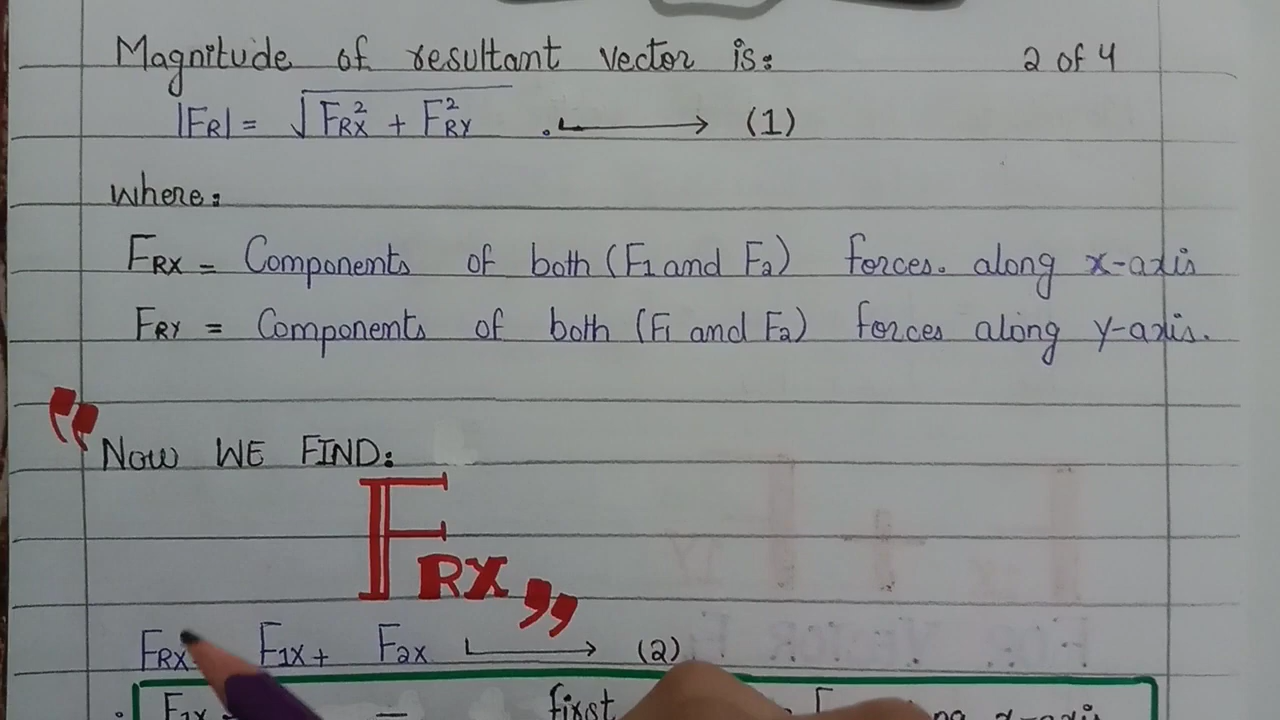 Magnitude of resultant vector is: 2 of 4
|FR| = √FRX² + FRY² (1)
where:
FRX = Components of both (F1 and F2) forces. along x-axis
FRY = Components of both (F1 and F2) forces along y-axis.
"NOW WE FIND:
FRX"
FRX F1X + F2X (2)
F1X = first x-axis